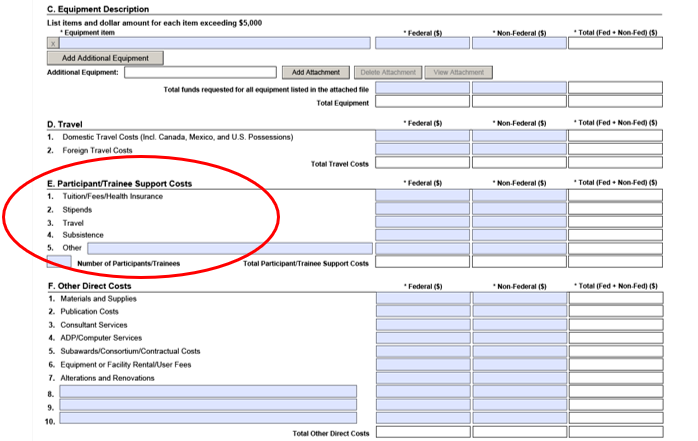 C. Equipment Description
List items and dollar amount for each item exceeding $5,000
* Equipment item * Federal ($) * Non-Federal ($) * Total (Fed + Non-Fed) ($)
X
Add Additional Equipment
Additional Equipment: Add Attachment Delete Attachment View Attachment
Total funds requested for all equipment listed in the attached file
Total Equipment
D. Travel * Federal ($) * Non-Federal ($) * Total (Fed + Non-Fed) ($)
1. Domestic Travel Costs (Incl. Canada, Mexico, and U.S. Possessions)
2. Foreign Travel Costs
Total Travel Costs
E. Participant/Trainee Support Costs * Federal ($) * Non-Federal ($) * Total (Fed + Non-Fed) ($)
1. Tuition/Fees/Health Insurance
2. Stipends
3. Travel
4. Subsistence
5. Other
Number of Participants/Trainees Total Participant/Trainee Support Costs
F. Other Direct Costs * Federal ($) * Non-Federal ($) * Total (Fed + Non-Fed) ($)
1. Materials and Supplies
2. Publication Costs
3. Consultant Services
4. ADP/Computer Services
5. Subawards/Consortium/Contractual Costs
6. Equipment or Facility Rental/User Fees
7. Alterations and Renovations
8.
9.
10.
Total Other Direct Costs